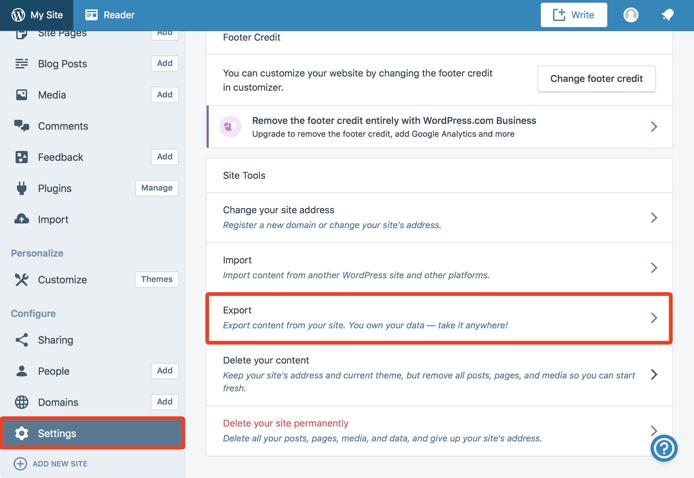 My Site
Reader
Write
Site Pages
Add
Blog Posts
Add
Media
Add
Comments
Feedback
Add
Plugins
Manage
Import
Personalize
Customize
Themes
Configure
Sharing
People
Add
Domains
Add
Settings
ADD NEW SITE
Footer Credit
You can customize your website by changing the footer credit
in customizer.
Change footer credit
Remove the footer credit entirely with WordPress.com Business
Upgrade to remove the footer credit, add Google Analytics and more
Site Tools
Change your site address
Register a new domain or change your site's address.
Import
Import content from another WordPress site and other platforms.
Export
Export content from your site. You own your data — take it anywhere!
Delete your content
Keep your site's address and current theme, but remove all posts, pages, and media so you can start
fresh.
Delete your site permanently
Delete all your posts, pages, media, and data, and give up your site's address.